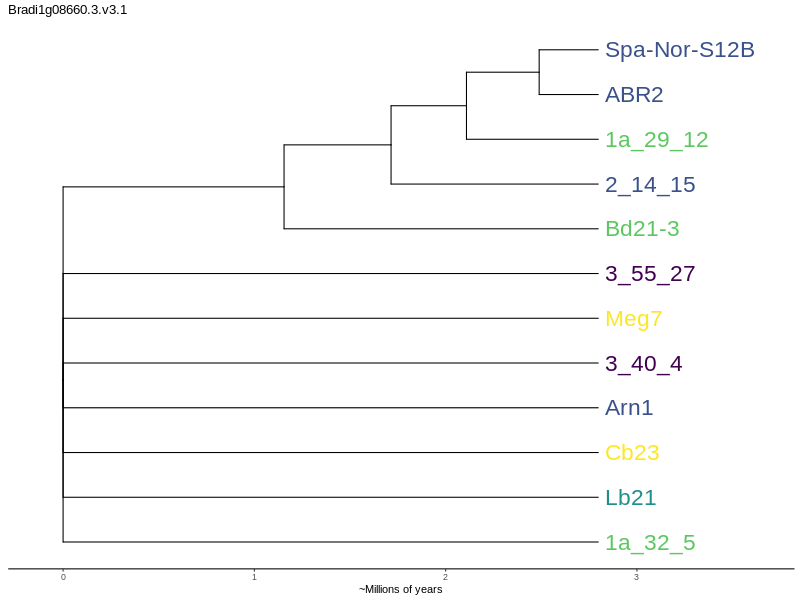 Bradi1g08660.3.v3.1
Spa-Nor-S12B
ABR2
1a_29_12
2_14_15
Bd21-3
3_55_27
Meg7
3_40_4
Arn1
Cb23
Lb21
1a_32_5
0 1 2 3
~Millions of years